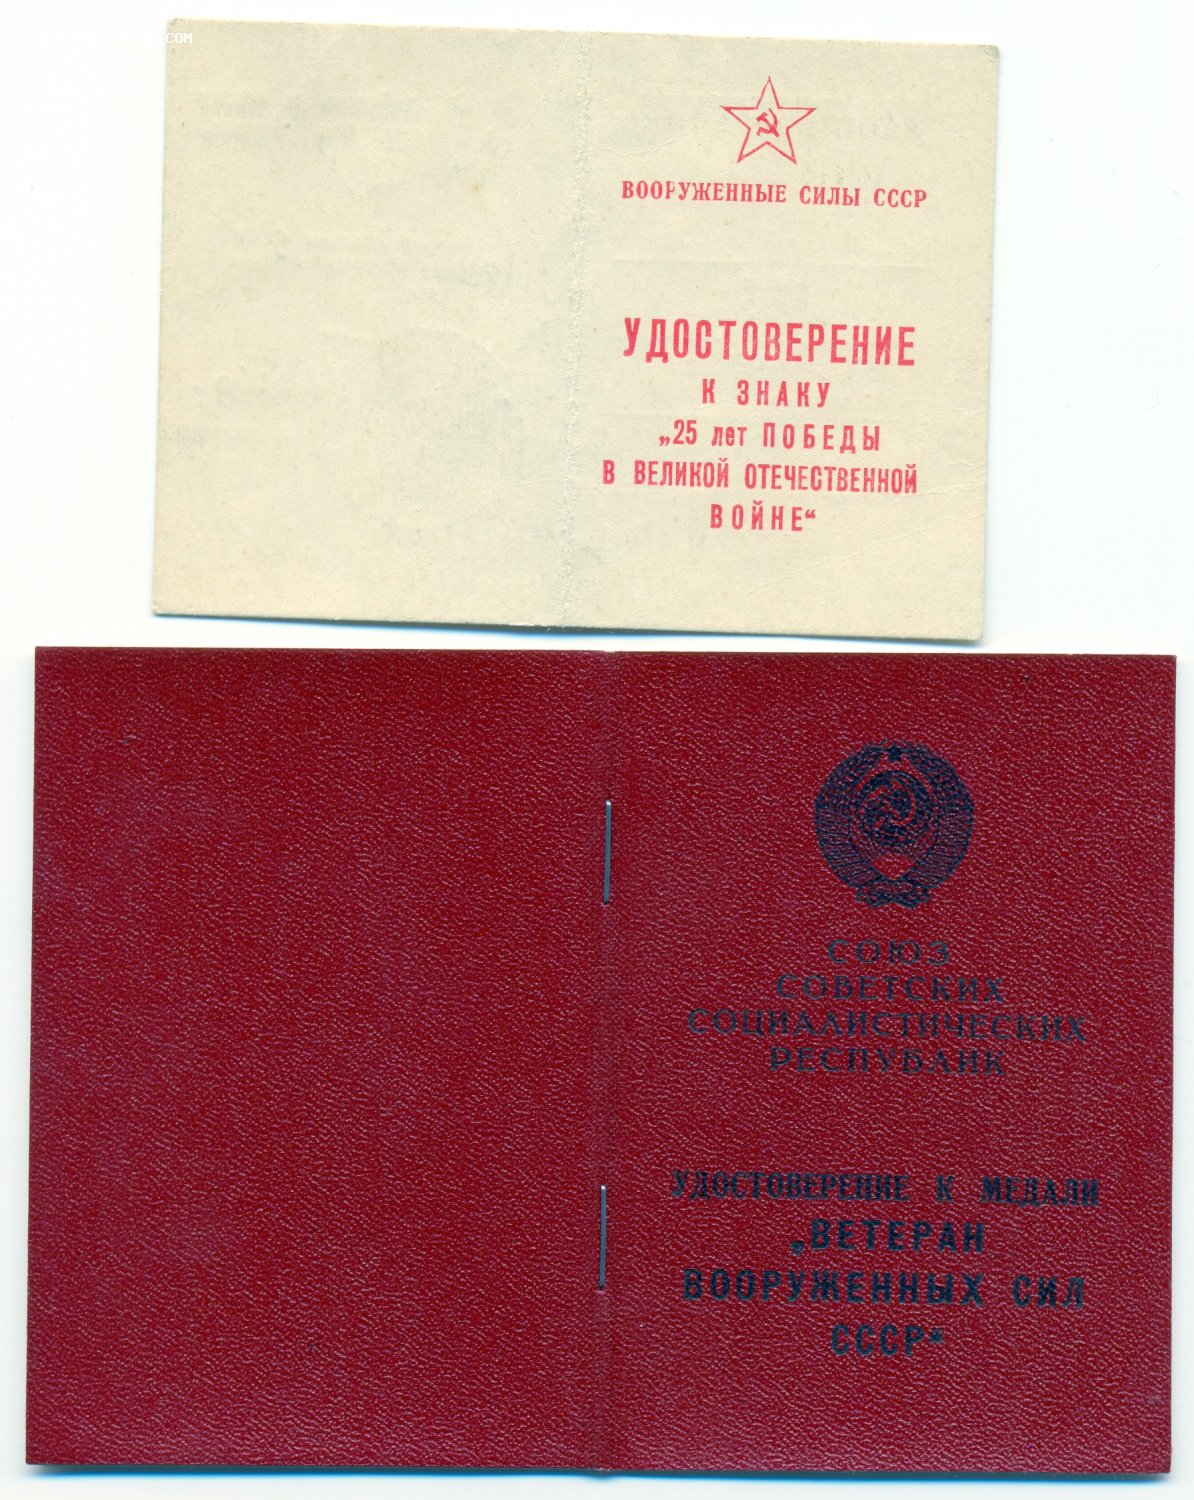 .com
ВООРУЖЕННЫЕ СИЛЫ СССР
УДОСТОВЕРЕНИЕ
К ЗНАКУ
„25 лет ПОБЕДЫ
В ВЕЛИКОЙ ОТЕЧЕСТВЕННОЙ
ВОЙНЕ“
СОЮЗ
СОВЕТСКИХ
СОЦИАЛИСТИЧЕСКИХ
РЕСПУБЛИК
УДОСТОВЕРЕНИЕ К МЕДАЛИ
„ВЕТЕРАН
ВООРУЖЕННЫХ СИЛ
СССР“